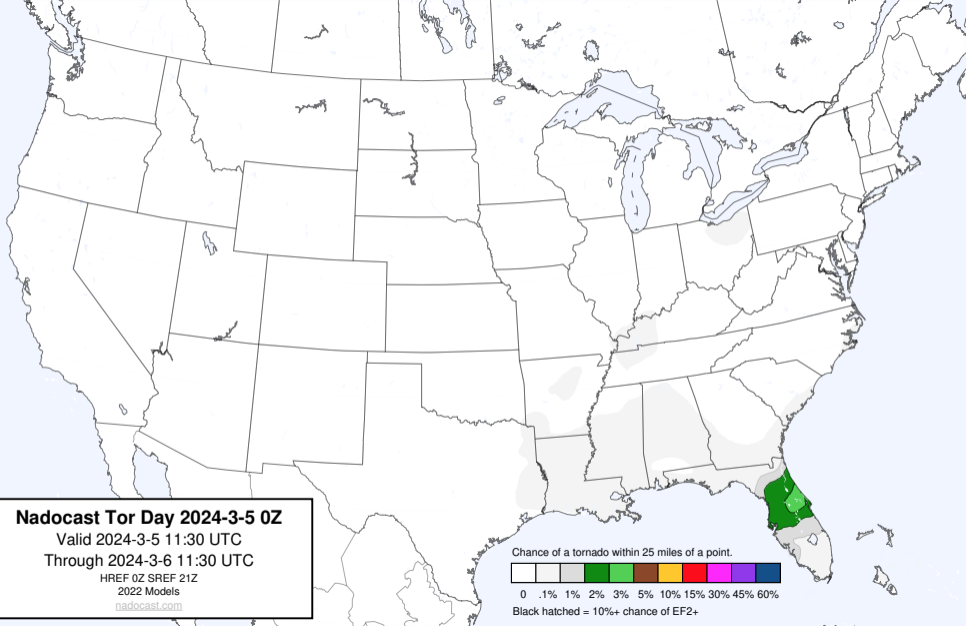 Nadocast Tor Day 2024-3-5 0Z
Valid 2024-3-5 11:30 UTC
Through 2024-3-6 11:30 UTC
HREF 0Z SREF 21Z
2022 Models
nadocast.com
Chance of a tornado within 25 miles of a point.
0 .1% 1% 2% 3% 5% 10% 15% 30% 45% 60%
Black hatched = 10%+ chance of EF2+